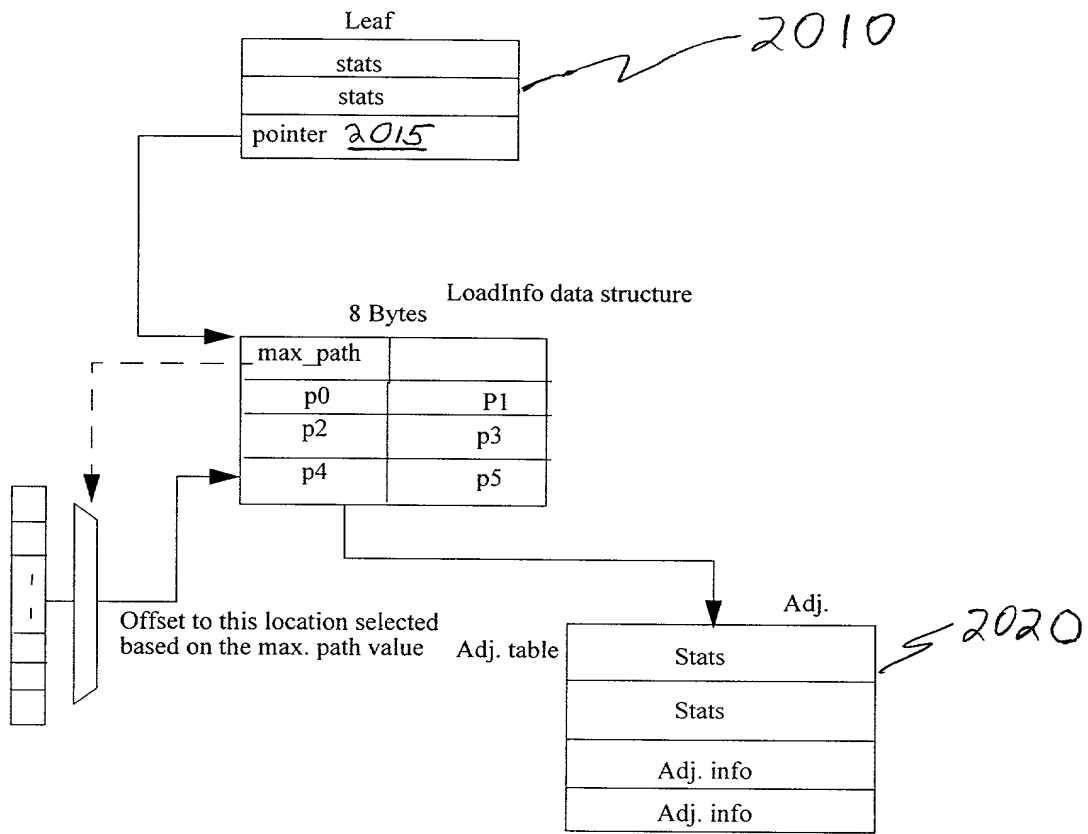 Leaf
2010
stats
stats
pointer 2015
LoadInfo data structure
8 Bytes
max_path
p0 P1
p2 p3
p4 p5
Offset to this location selected
based on the max. path value
Adj.
Adj. table
2020
Stats
Stats
Adj. info
Adj. info